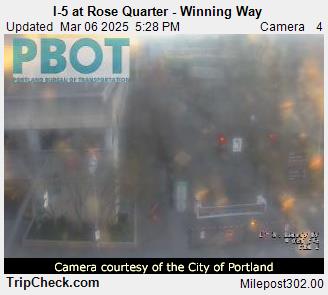 I-5 at Rose Quarter - Winning Way
Updated Mar 06 2025 5:28 PM Camera 4
PBOT
PORTLAND BUREAU OF TRANSPORTATION
Camera courtesy of the City of Portland
TripCheck.com Milepost302.00